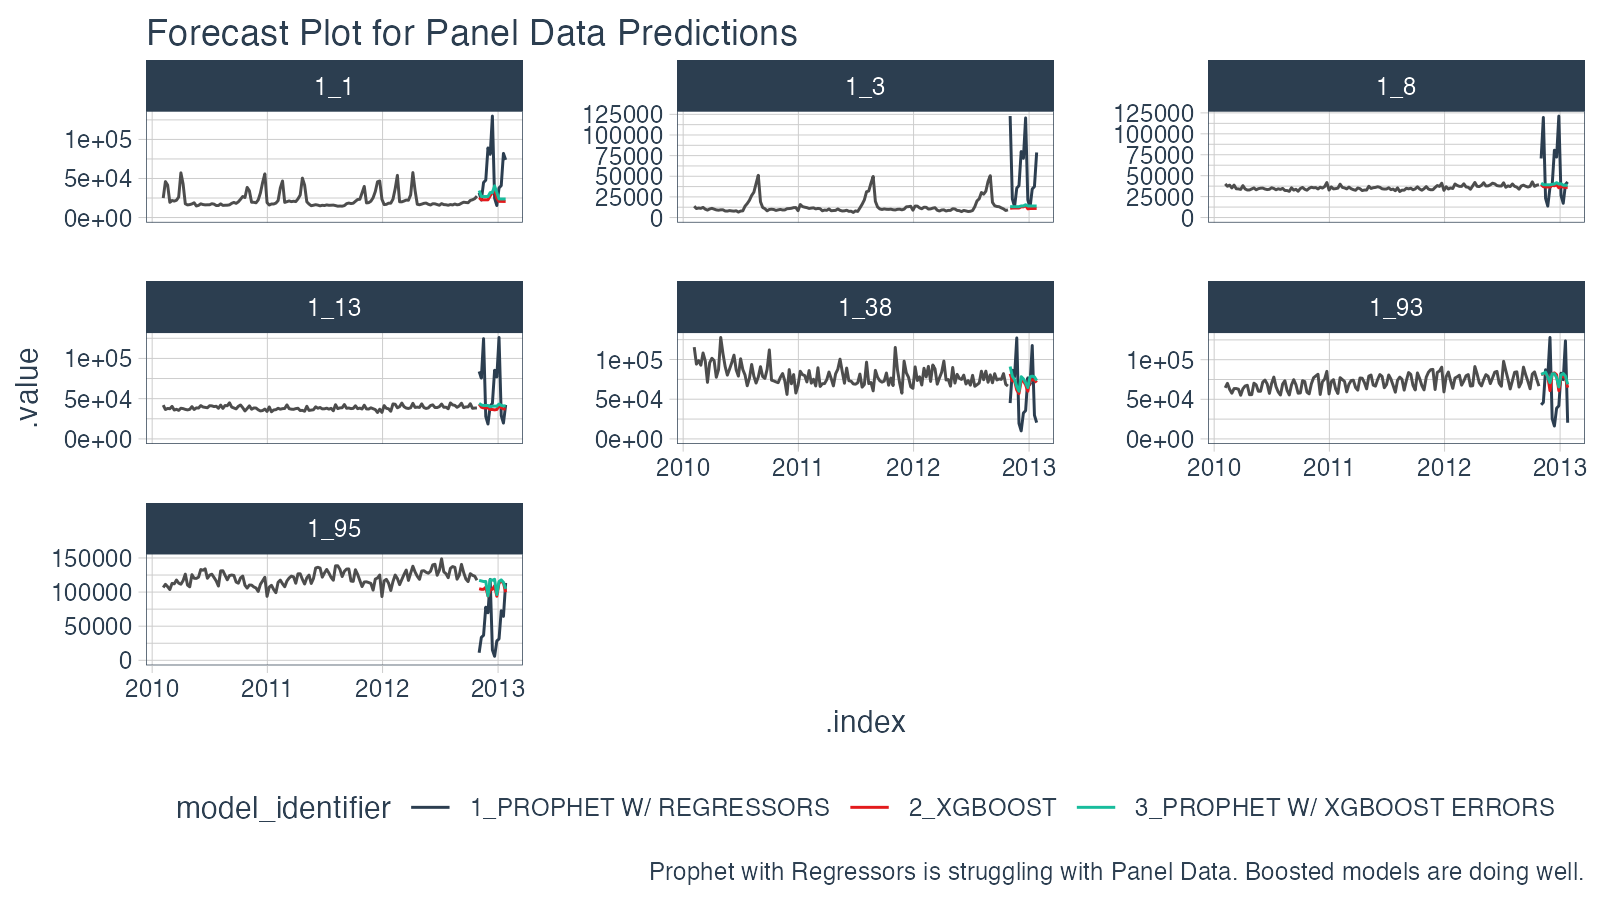 Forecast Plot for Panel Data Predictions
1_1
1_3
1_8
1e+05
5e+04
0e+00
125000
100000
75000
50000
25000
0
125000
100000
75000
50000
25000
0
1_13
1_38
1_93
1e+05
5e+04
0e+00
1e+05
5e+04
0e+00
1e+05
5e+04
0e+00
2010 2011 2012 2013
2010 2011 2012 2013
.value
1_95
150000
100000
50000
0
2010 2011 2012 2013
.index
model_identifier 1_PROPHET W/ REGRESSORS 2_XGBOOST 3_PROPHET W/ XGBOOST ERRORS
Prophet with Regressors is struggling with Panel Data. Boosted models are doing well.